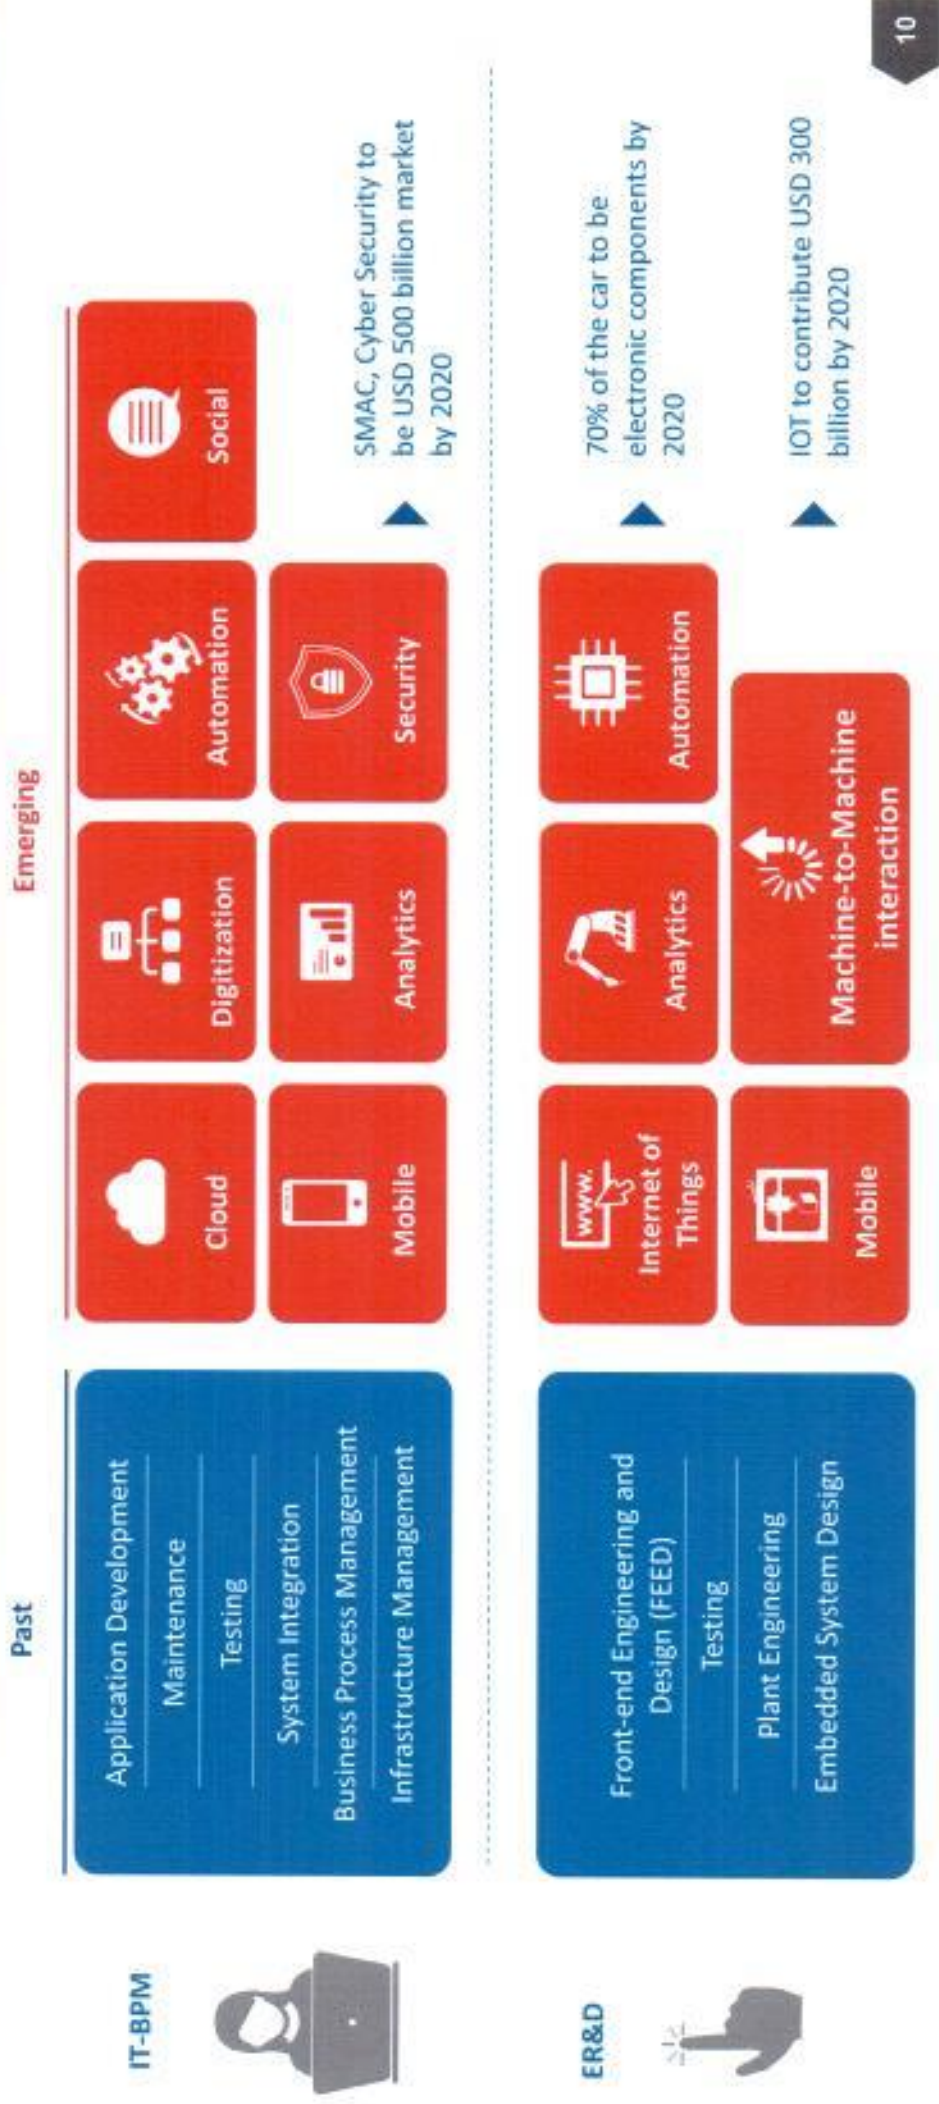 Past
Emerging
IT-BPM
Application Development
Maintenance
Testing
System Integration
Business Process Management
Infrastructure Management
Cloud
Digitization
Automation
Social
Mobile
Analytics
Security
SMAC, Cyber Security to
be USD 500 billion market
by 2020
ER&D
Front-end Engineering and
Design (FEED)
Testing
Plant Engineering
Embedded System Design
www.
Internet of
Things
Analytics
Automation
Mobile
Machine-to-Machine
interaction
70% of the car to be
electronic components by
2020
IOT to contribute USD 300
billion by 2020
10